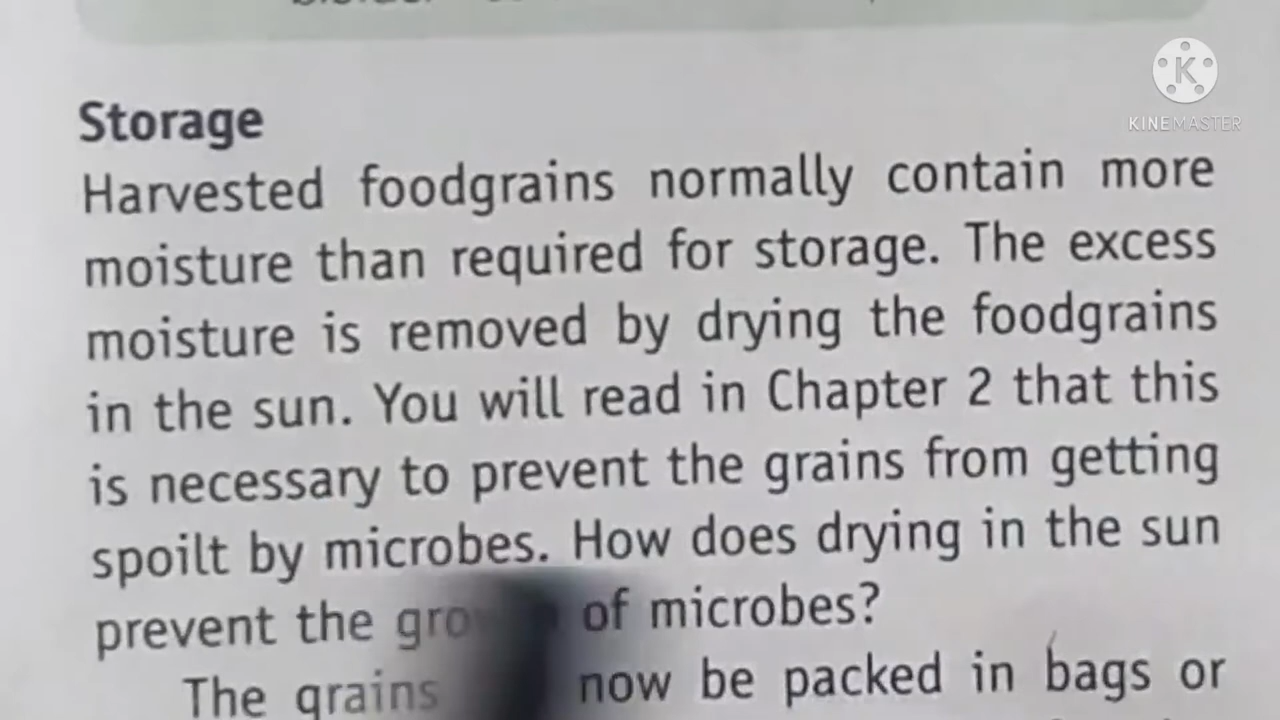 K
KINEMASTER
Storage
Harvested foodgrains normally contain more
moisture than required for storage. The excess
moisture is removed by drying the foodgrains
in the sun. You will read in Chapter 2 that this
is necessary to prevent the grains from getting
spoilt by microbes. How does drying in the sun
prevent the of microbes?
The grains now be packed in bags or